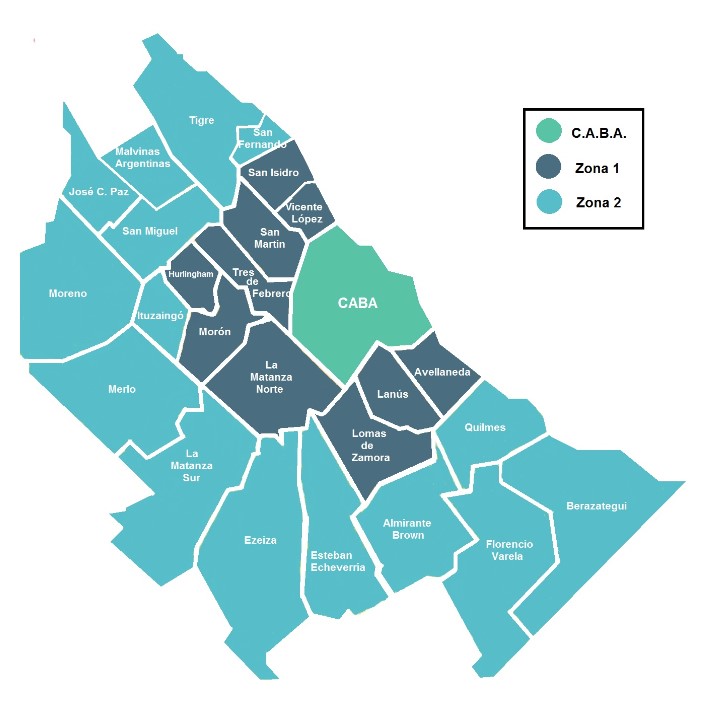 Tigre
San
Fernando
Malvinas
Argentinas
San Isidro
José C. Paz
Vicente
López
San Miguel
San
Martin
Hurlingham
Tres
de
Febrero
Moreno
CABA
Ituzaingó
Morón
La
Matanza
Norte
Avellaneda
Merlo
Lanús
Quilmes
Lomas
de
Zamora
La
Matanza
Sur
Berazategui
Almirante
Brown
Ezeiza
Florencio
Varela
Esteban
Echeverria
C.A.B.A.
Zona 1
Zona 2